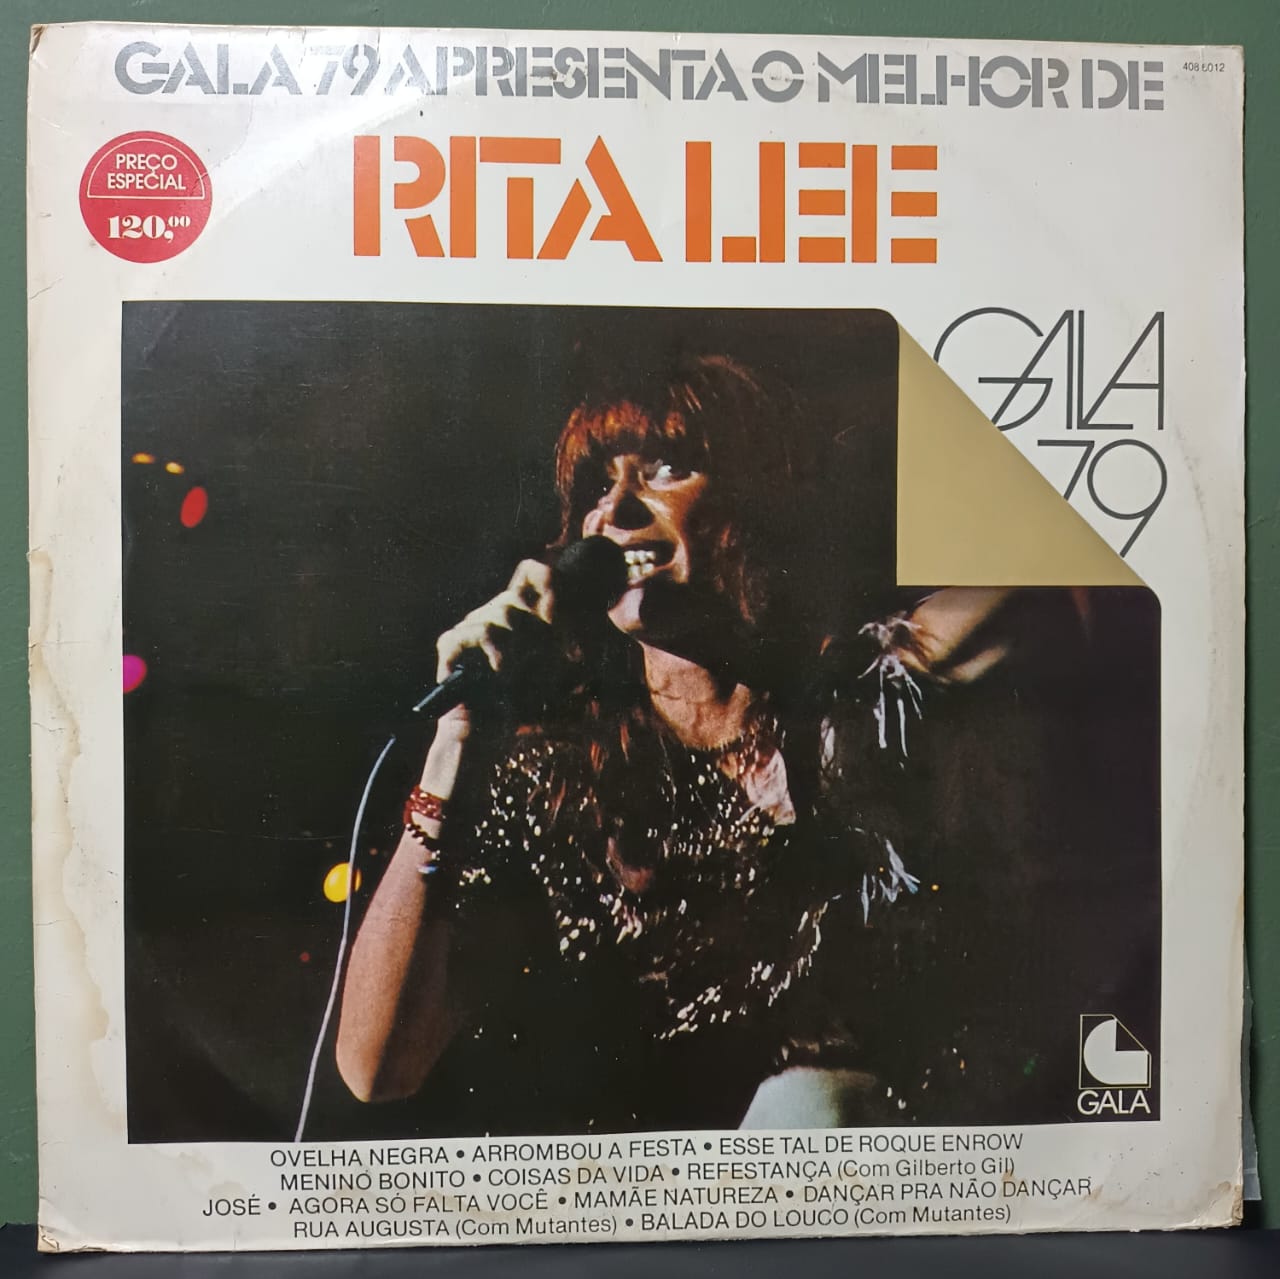 GALA 79 APRESENTA O MELHOR DE
408 6012
RITA LEE
PREÇO
ESPECIAL
120,00
GALA
79
GALA
OVELHA NEGRA • ARROMBOU A FESTA • ESSE TAL DE ROQUE ENROW
MENINO BONITO • COISAS DA VIDA • REFESTANÇA (Com Gilberto Gil)
JOSÉ • AGORA SÓ FALTA VOCÊ • MAMÃE NATUREZA • DANÇAR PRA NÃO DANÇAR
RUA AUGUSTA (Com Mutantes) • BALADA DO LOUCO (Com Mutantes)